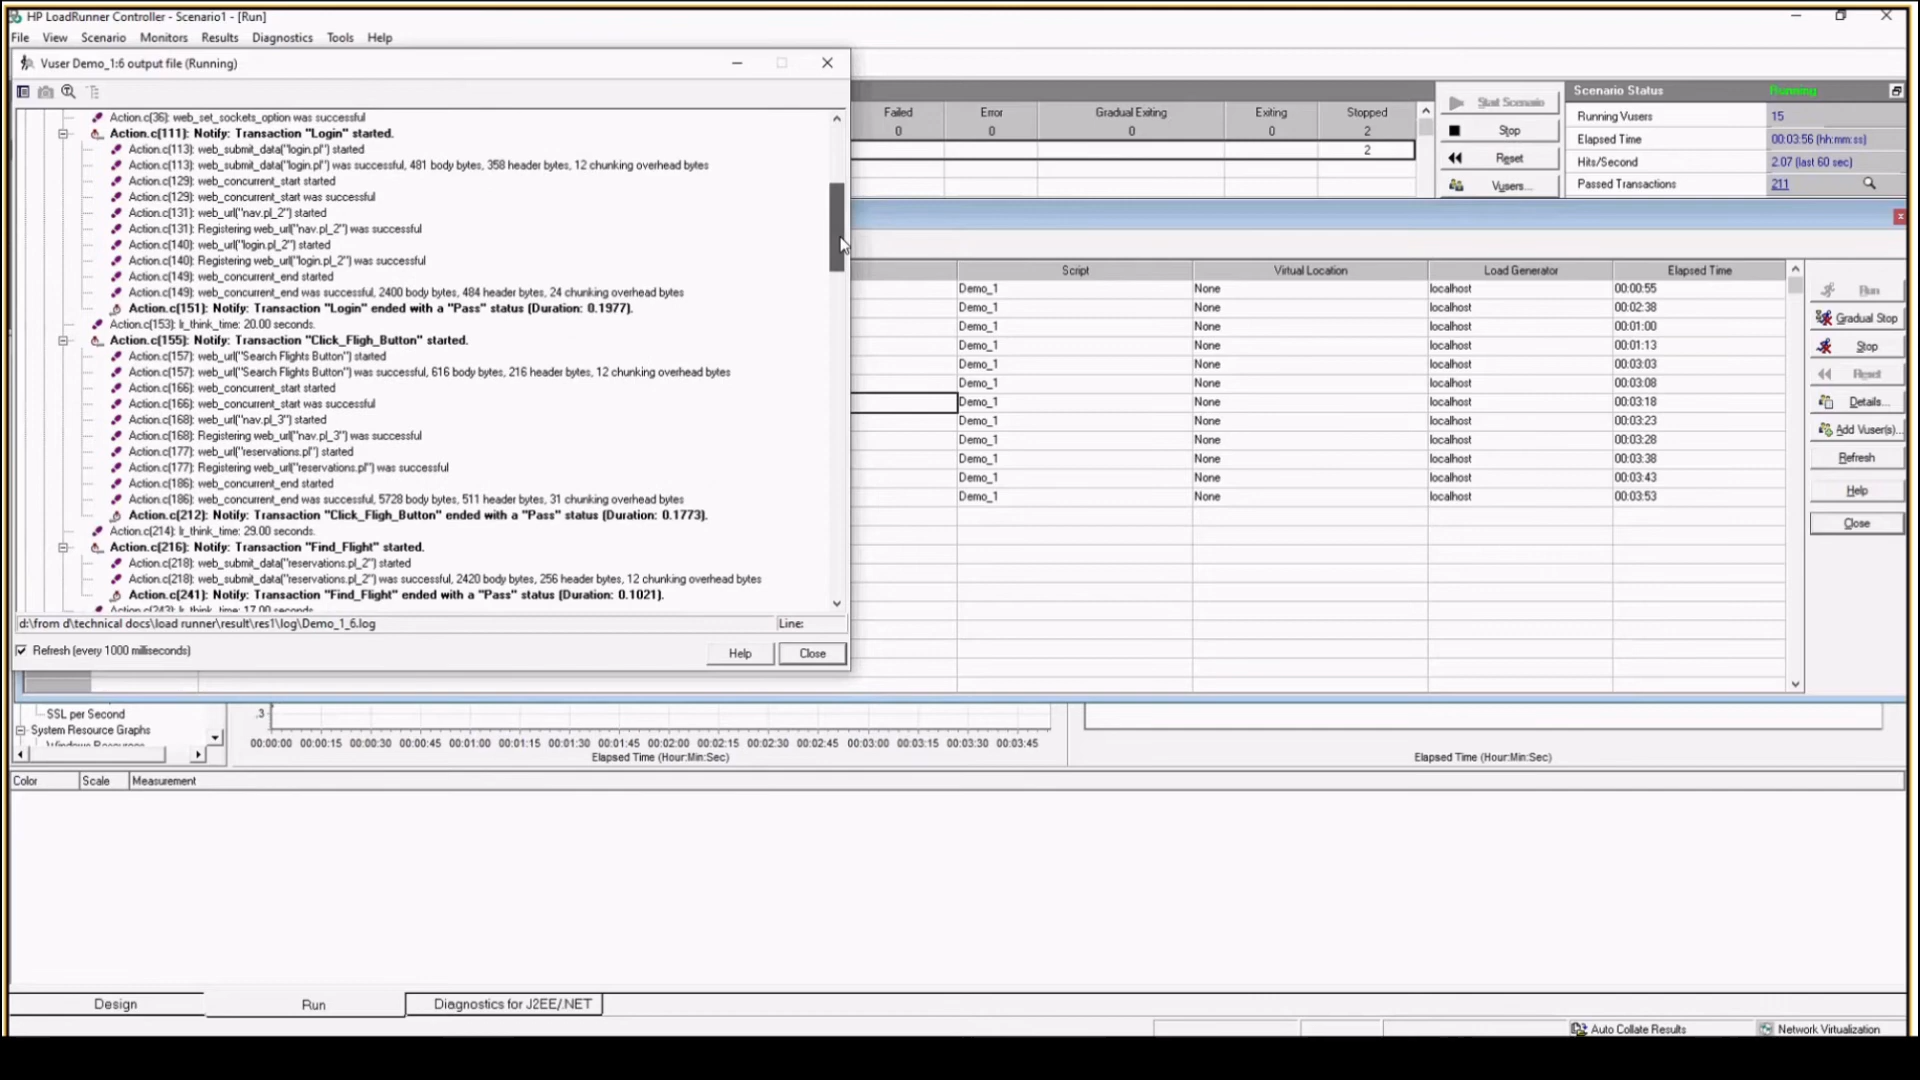 HP LoadRunner Controller - Scenario1 - [Run]
File View Scenario Monitors Results Diagnostics Tools Help
Vuser Demo_1:6 output file (Running)
Action.c(36): web_set_sockets_option was successful
Action.c(111): Notify: Transaction "Login" started.
Action.c(113): web_submit_data("login.pl") started
Action.c(113): web_submit_data("login.pl") was successful, 481 body bytes, 358 header bytes, 12 chunking overhead bytes
Action.c(129): web_concurrent_start started
Action.c(129): web_concurrent_start was successful
Action.c(131): web_url("nav.pl_2") started
Action.c(131): Registering web_url("nav.pl_2") was successful
Action.c(140): web_url("login.pl_2") started
Action.c(140): Registering web_url("login.pl_2") was successful
Action.c(149): web_concurrent_end started
Action.c(149): web_concurrent_end was successful, 2400 body bytes, 484 header bytes, 24 chunking overhead bytes
Action.c(151): Notify: Transaction "Login" ended with a "Pass" status (Duration: 0.1977).
Action.c(153): lr_think_time: 20.00 seconds.
Action.c(155): Notify: Transaction "Click_Fligh_Button" started.
Action.c(157): web_url("Search Flights Button") started
Action.c(157): web_url("Search Flights Button") was successful, 616 body bytes, 216 header bytes, 12 chunking overhead bytes
Action.c(166): web_concurrent_start started
Action.c(166): web_concurrent_start was successful
Action.c(168): web_url("nav.pl_3") started
Action.c(168): Registering web_url("nav.pl_3") was successful
Action.c(177): web_url("reservations.pl") started
Action.c(177): Registering web_url("reservations.pl") was successful
Action.c(186): web_concurrent_end started
Action.c(186): web_concurrent_end was successful, 5728 body bytes, 511 header bytes, 31 chunking overhead bytes
Action.c(212): Notify: Transaction "Click_Fligh_Button" ended with a "Pass" status (Duration: 0.1773).
Action.c(214): lr_think_time: 29.00 seconds.
Action.c(216): Notify: Transaction "Find_Flight" started.
Action.c(218): web_submit_data("reservations.pl_2") started
Action.c(218): web_submit_data("reservations.pl_2") was successful, 2420 body bytes, 256 header bytes, 12 chunking overhead bytes
Action.c(241): Notify: Transaction "Find_Flight" ended with a "Pass" status (Duration: 0.1021).
Action.c(243): lr_think_time: 17.00 seconds.
d:\from d\technical docs\load runner\result\res1\log\Demo_1_6.log Line:
Refresh (every 1000 milliseconds)
Help Close
Failed Error Gradual Exiting Exiting Stopped
0 0 0 0 2
2
Start Scenario
Stop
Reset
Vusers...
Scenario Status Running
Running Vusers 15
Elapsed Time 00:03:56 (hh:mm:ss)
Hits/Second 2.07 (last 60 sec)
Passed Transactions 211
Script Virtual Location Load Generator Elapsed Time
Demo_1 None localhost 00:00:55
Demo_1 None localhost 00:02:38
Demo_1 None localhost 00:01:00
Demo_1 None localhost 00:01:13
Demo_1 None localhost 00:03:03
Demo_1 None localhost 00:03:08
Demo_1 None localhost 00:03:18
Demo_1 None localhost 00:03:23
Demo_1 None localhost 00:03:28
Demo_1 None localhost 00:03:38
Demo_1 None localhost 00:03:43
Demo_1 None localhost 00:03:53
Run
Gradual Stop
Stop
Reset
Details...
Add Vuser(s)...
Refresh
Help
Close
SSL per Second
System Resource Graphs
Windows Resources
.3
00:00:00 00:00:15 00:00:30 00:00:45 00:01:00 00:01:15 00:01:30 00:01:45 00:02:00 00:02:15 00:02:30 00:02:45 00:03:00 00:03:15 00:03:30 00:03:45
Elapsed Time (Hour:Min:Sec)
Elapsed Time (Hour:Min:Sec)
Color Scale Measurement
Design Run Diagnostics for J2EE/.NET
Auto Collate Results Network Virtualization